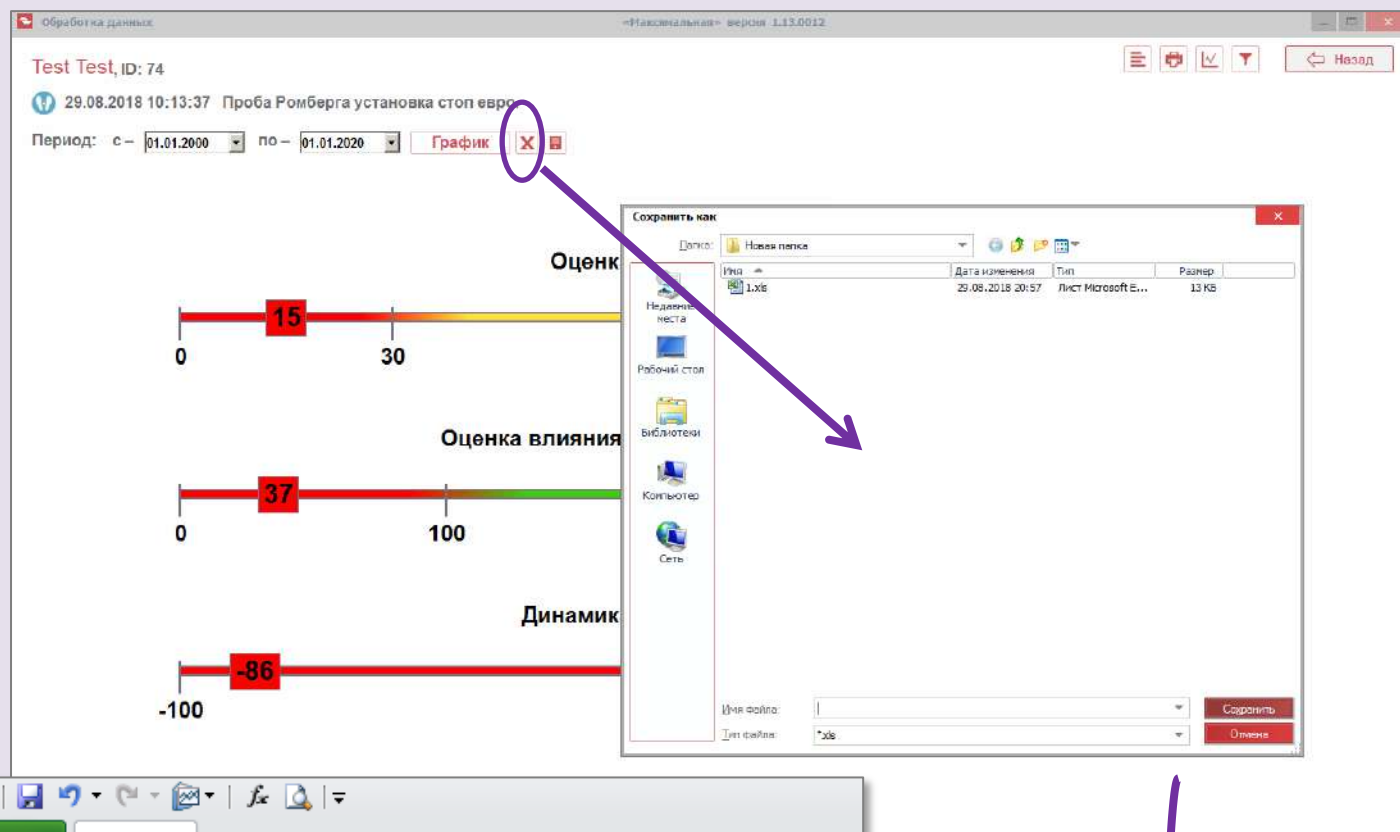 Обработка данных
«Максимальная» версия 1.13.0012
Test Test, ID: 74
Назад
29.08.2018 10:13:37 Проба Ромберга установка стоп евро
Период: с – 01.01.2000 по – 01.01.2020 График X
Сохранить как
Папка: Новая папка
Имя Дата изменения Тип Размер
1.xls 29.08.2018 20:57 Лист Microsoft E... 13 КБ
Недавние
места
Рабочий стол
Библиотеки
Компьютер
Сеть
Имя файла: Сохранить
Тип файла: *.xls Отмена
Оценк
15
0 30
Оценка влияния
37
0 100
Динамик
-86
-100
fx